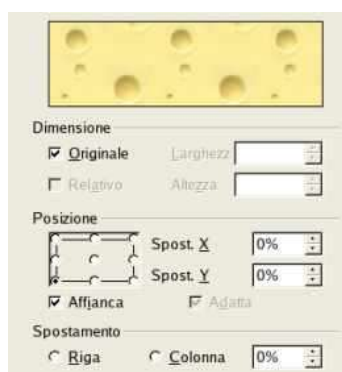 Dimensione
Originale Larghezz
Relativo Altezza
Posizione
Spost. X 0%
Spost. Y 0%
Affianca Adatta
Spostamento
Riga Colonna 0%